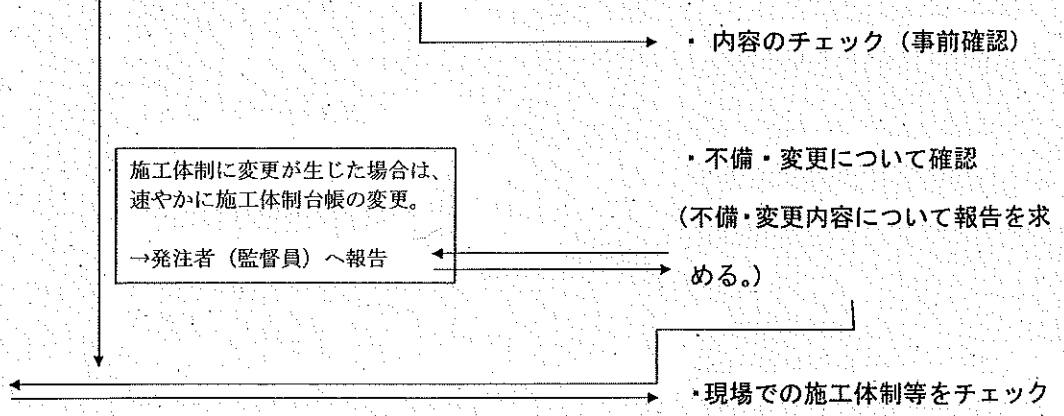 ・ 内容のチェック（事前確認）
施工体制に変更が生じた場合は、
速やかに施工体制台帳の変更。
→発注者（監督員）へ報告
・不備・変更について確認
（不備・変更内容について報告を求
める。）
・現場での施工体制等をチェック